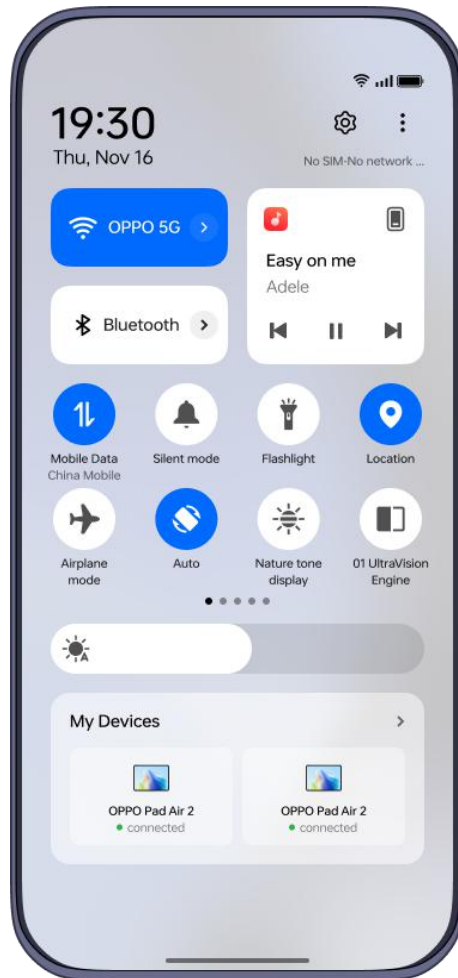 19:30
Thu, Nov 16
No SIM-No network ...
OPPO 5G
Easy on me
Adele
Bluetooth
Mobile Data
China Mobile
Silent mode
Flashlight
Location
Airplane
mode
Auto
Nature tone
display
01 UltraVision
Engine
A
My Devices
OPPO Pad Air 2
connected
OPPO Pad Air 2
connected